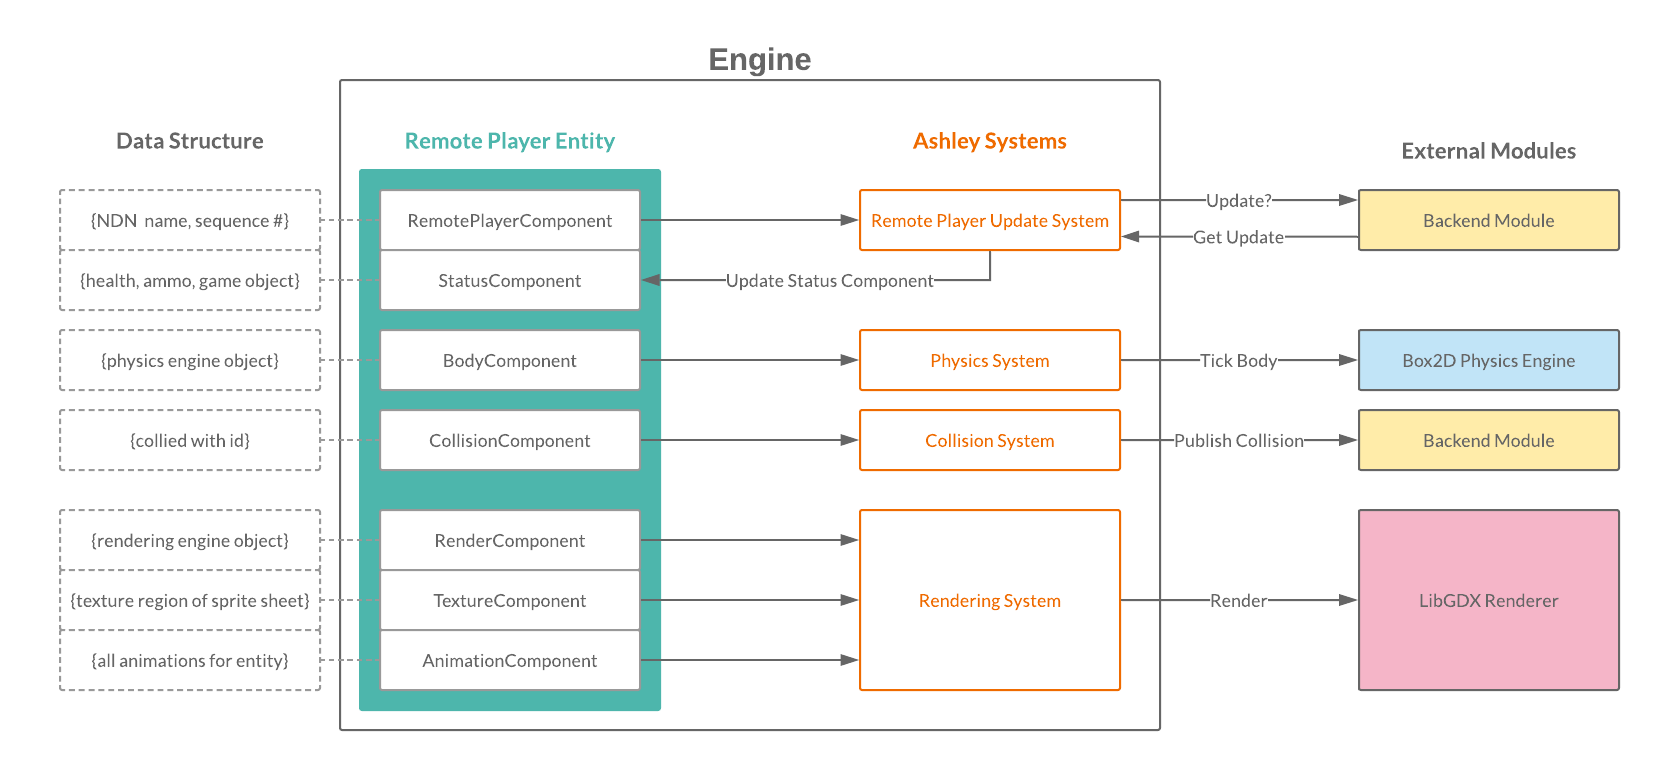 Engine
Data Structure
Remote Player Entity
Ashley Systems
External Modules
{NDN name, sequence #}
RemotePlayerComponent
Remote Player Update System
Update?
Get Update
Backend Module
{health, ammo, game object}
StatusComponent
Update Status Component
{physics engine object}
BodyComponent
Physics System
Tick Body
Box2D Physics Engine
{collied with id}
CollisionComponent
Collision System
Publish Collision
Backend Module
{rendering engine object}
RenderComponent
{texture region of sprite sheet}
TextureComponent
Rendering System
Render
LibGDX Renderer
{all animations for entity}
AnimationComponent